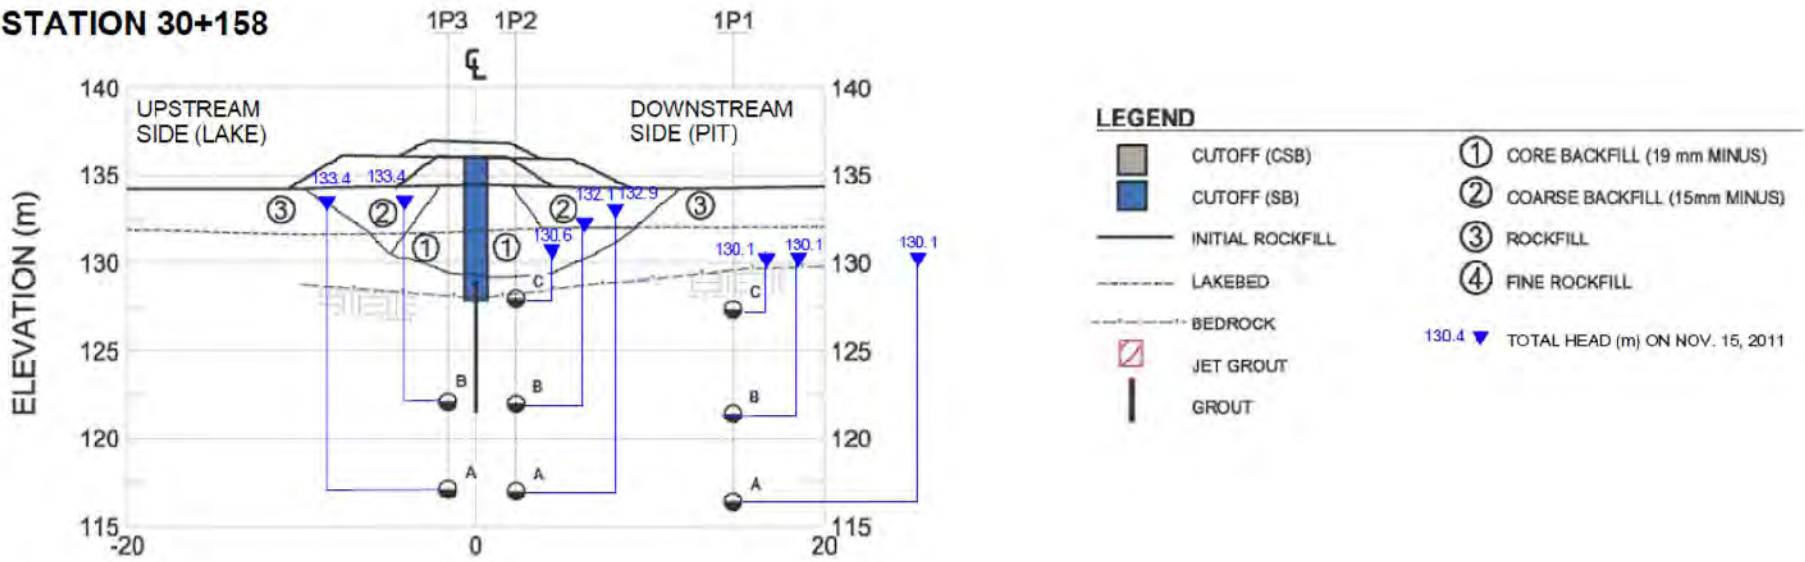 STATION 30+158
1P3 1P2 1P1
℄
140 140
UPSTREAM
SIDE (LAKE)
DOWNSTREAM
SIDE (PIT)
135 135
133.4 133.4 132.1 132.9
3 2 2 3
1 1
130.6 130.1 130.1 130.1
130 130
C C
125 125
B B B
120 120
A A A
115 115
-20 0 20
ELEVATION (m)
LEGEND
CUTOFF (CSB)
CUTOFF (SB)
INITIAL ROCKFILL
LAKEBED
BEDROCK
JET GROUT
GROUT
1 CORE BACKFILL (19 mm MINUS)
2 COARSE BACKFILL (15mm MINUS)
3 ROCKFILL
4 FINE ROCKFILL
130.4 TOTAL HEAD (m) ON NOV. 15, 2011